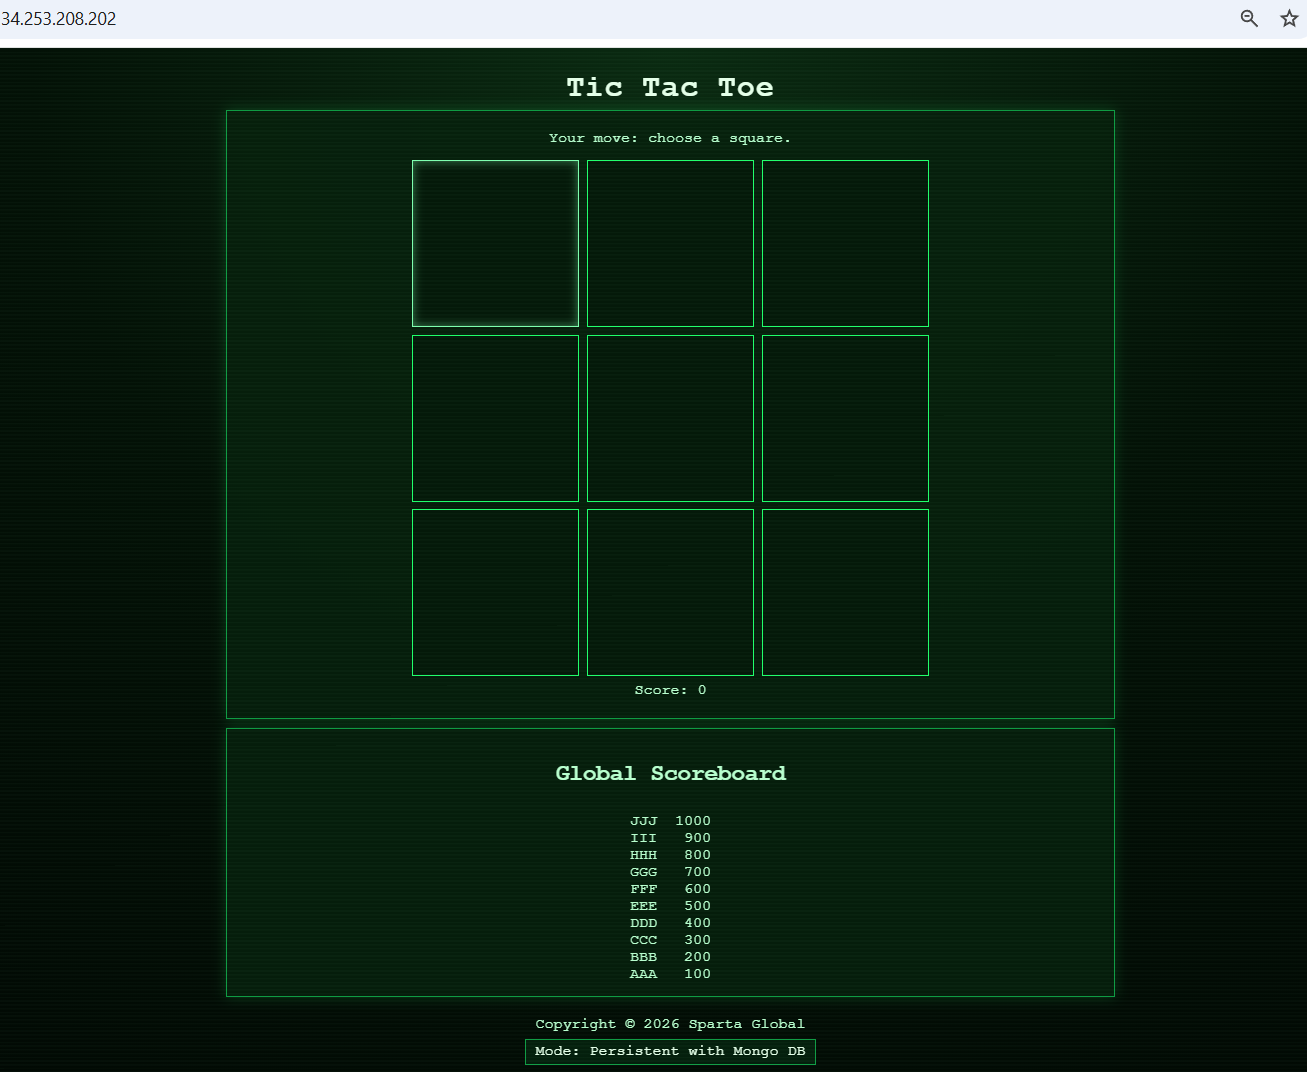 34.253.208.202
Tic Tac Toe
Your move: choose a square.
Score: 0
Global Scoreboard
JJJ 1000
III 900
HHH 800
GGG 700
FFF 600
EEE 500
DDD 400
CCC 300
BBB 200
AAA 100
Copyright © 2026 Sparta Global
Mode: Persistent with Mongo DB